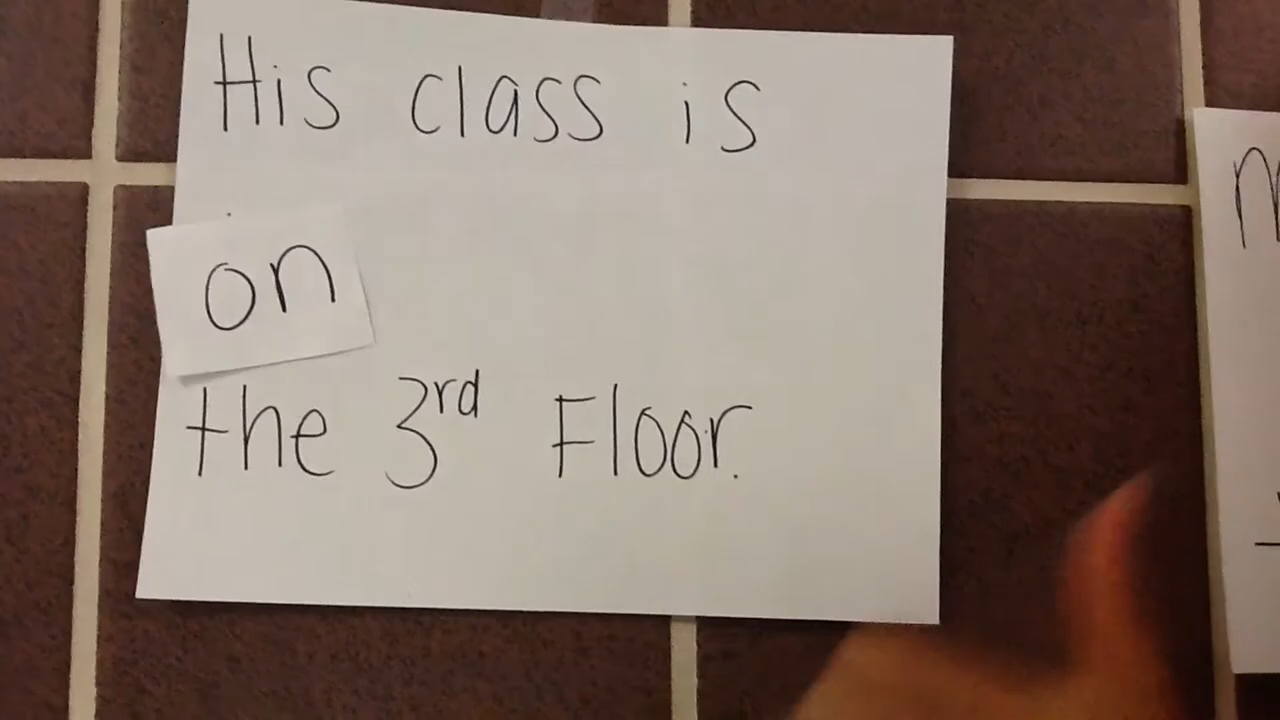 His class is
on
the 3rd Floor.